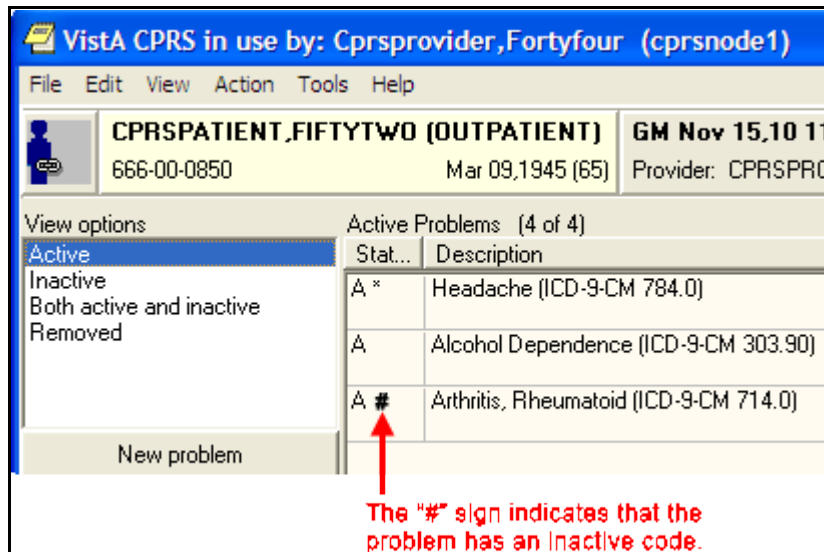 VistA CPRS in use by: Cprsprovider,Fortyfour (cprsnode1)
File Edit View Action Tools Help
CPRSPATIENT,FIFTYTWO (OUTPATIENT) GM Nov 15,10 11
666-00-0850 Mar 09,1945 (65) Provider: CPRSPRO
View options Active Problems (4 of 4)
Active Stat... Description
Inactive A * Headache (ICD-9-CM 784.0)
Both active and inactive
Removed A Alcohol Dependence (ICD-9-CM 303.90)
A # Arthritis, Rheumatoid (ICD-9-CM 714.0)
New problem
The "#" sign indicates that the
problem has an inactive code.